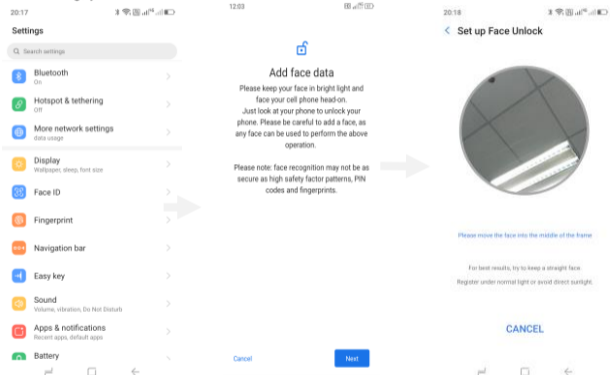 20:17
Settings
Search settings
Bluetooth
On
Hotspot & tethering
Off
More network settings
data usage
Display
Wallpaper, sleep, font size
Face ID
Fingerprint
Navigation bar
Easy key
Sound
Volume, vibration, Do Not Disturb
Apps & notifications
Recent apps, default apps
Battery
12:03
Add face data
Please keep your face in bright light and
face your cell phone head-on.
Just look at your phone to unlock your
phone. Please be careful to add a face, as
any face can be used to perform the above
operation.
Please note: face recognition may not be as
secure as high safety factor patterns, PIN
codes and fingerprints.
Cancel
Next
20:18
Set up Face Unlock
Please move the face into the middle of the frame
For best results, try to keep a straight face.
Register under normal light or avoid direct sunlight.
CANCEL